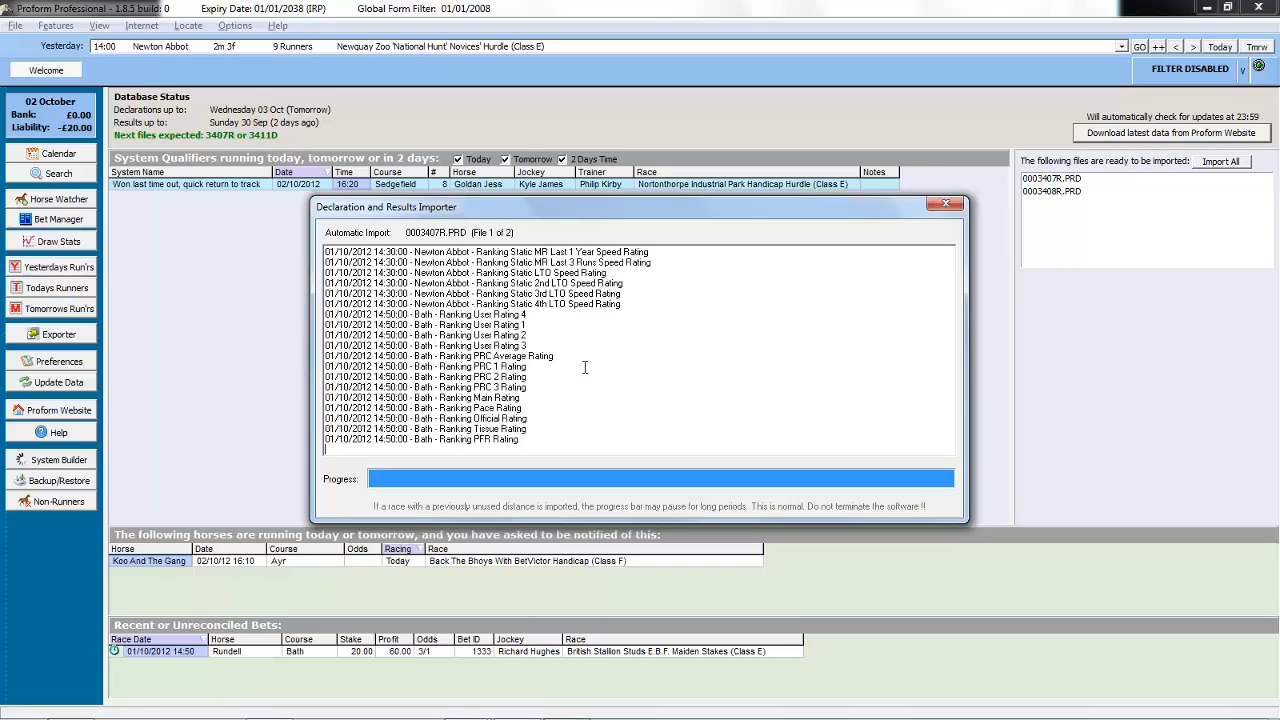 Proform Professional - 1.8.5 build: 0 Expiry Date: 01/01/2038 (IRP) Global Form Filter: 01/01/2008
File Features View Internet Locate Options Help
Yesterday: 14:00 Newton Abbot 2m 3f 9 Runners Newquay Zoo 'National Hunt' Novices' Hurdle (Class E) GO ++ < > Today Tmrw
Welcome FILTER DISABLED v
02 October
Bank: £0.00
Liability: -£20.00
Calendar
Search
Horse Watcher
Bet Manager
Draw Stats
Yesterdays Run'rs
Todays Runners
Tomorrows Run'rs
Exporter
Preferences
Update Data
Proform Website
Help
System Builder
Backup/Restore
Non-Runners
Database Status
Declarations up to: Wednesday 03 Oct (Tomorrow)
Results up to: Sunday 30 Sep (2 days ago)
Next files expected: 3407R or 3411D
Will automatically check for updates at 23:59
Download latest data from Proform Website
System Qualifiers running today, tomorrow or in 2 days: Today Tomorrow 2 Days Time
System Name Date Time Course # Horse Jockey Trainer Race Notes
Won last time out, quick return to track 02/10/2012 16:20 Sedgefield 8 Goldan Jess Kyle James Philp Kirby Nortonthorpe Industrial Park Handicap Hurdle (Class E)
The following files are ready to be imported: Import All
0003407R.PRD
0003408R.PRD
Declaration and Results Importer
Automatic Import: 0003407R.PRD (File 1 of 2)
01/10/2012 14:30:00 - Newton Abbot - Ranking Static MR Last 1 Year Speed Rating
01/10/2012 14:30:00 - Newton Abbot - Ranking Static MR Last 3 Runs Speed Rating
01/10/2012 14:30:00 - Newton Abbot - Ranking Static LTO Speed Rating
01/10/2012 14:30:00 - Newton Abbot - Ranking Static 2nd LTO Speed Rating
01/10/2012 14:30:00 - Newton Abbot - Ranking Static 3rd LTO Speed Rating
01/10/2012 14:30:00 - Newton Abbot - Ranking Static 4th LTO Speed Rating
01/10/2012 14:50:00 - Bath - Ranking User Rating 4
01/10/2012 14:50:00 - Bath - Ranking User Rating 1
01/10/2012 14:50:00 - Bath - Ranking User Rating 2
01/10/2012 14:50:00 - Bath - Ranking User Rating 3
01/10/2012 14:50:00 - Bath - Ranking PRC Average Rating
01/10/2012 14:50:00 - Bath - Ranking PRC 1 Rating
01/10/2012 14:50:00 - Bath - Ranking PRC 2 Rating
01/10/2012 14:50:00 - Bath - Ranking PRC 3 Rating
01/10/2012 14:50:00 - Bath - Ranking Main Rating
01/10/2012 14:50:00 - Bath - Ranking Pace Rating
01/10/2012 14:50:00 - Bath - Ranking Official Rating
01/10/2012 14:50:00 - Bath - Ranking Tissue Rating
01/10/2012 14:50:00 - Bath - Ranking PFR Rating
Progress:
If a race with a previously unused distance is imported, the progress bar may pause for long periods. This is normal. Do not terminate the software !!
The following horses are running today or tomorrow, and you have asked to be notified of this:
Horse Date Course Odds Racing Race
Koo And The Gang 02/10/12 16:10 Ayr Today Back The Bhoys With BetVictor Handicap (Class F)
Recent or Unreconciled Bets:
Race Date Horse Course Stake Profit Odds Bet ID Jockey Race
01/10/2012 14:50 Rundell Bath 20.00 60.00 3/1 1333 Richard Hughes British Stallion Studs E.B.F. Maiden Stakes (Class E)